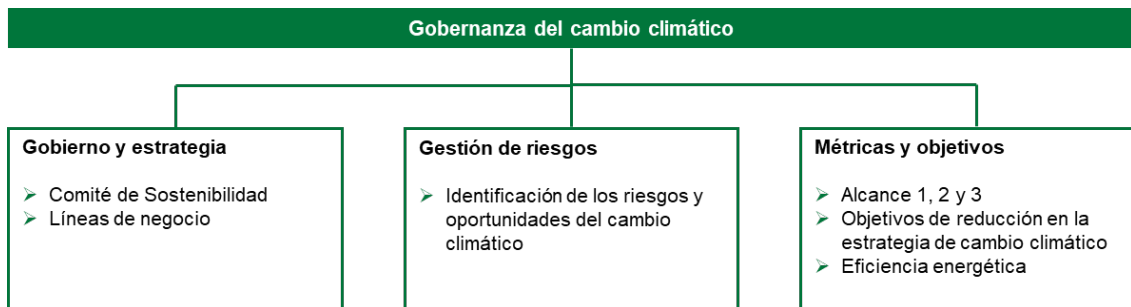 Gobernanza del cambio climático
Gobierno y estrategia
➢ Comité de Sostenibilidad
➢ Líneas de negocio
Gestión de riesgos
➢ Identificación de los riesgos y
oportunidades del cambio
climático
Métricas y objetivos
➢ Alcance 1, 2 y 3
➢ Objetivos de reducción en la
estrategia de cambio climático
➢ Eficiencia energética